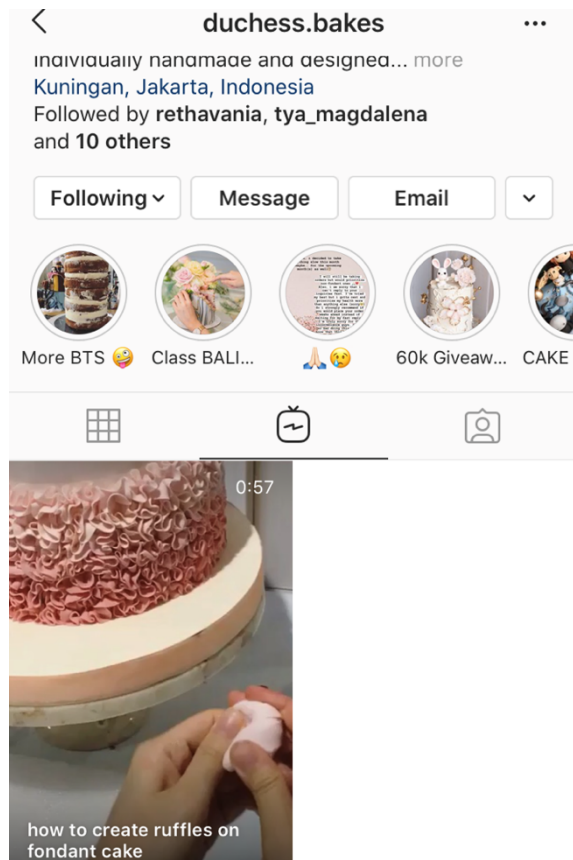 duchess.bakes
individually handmade and designed... more
Kuningan, Jakarta, Indonesia
Followed by rethavania, tya_magdalena
and 10 others
Following
Message
Email
More BTS 🤪
Class BALI...
🙏🏻😢
60k Giveaw...
CAKE
0:57
how to create ruffles on
fondant cake